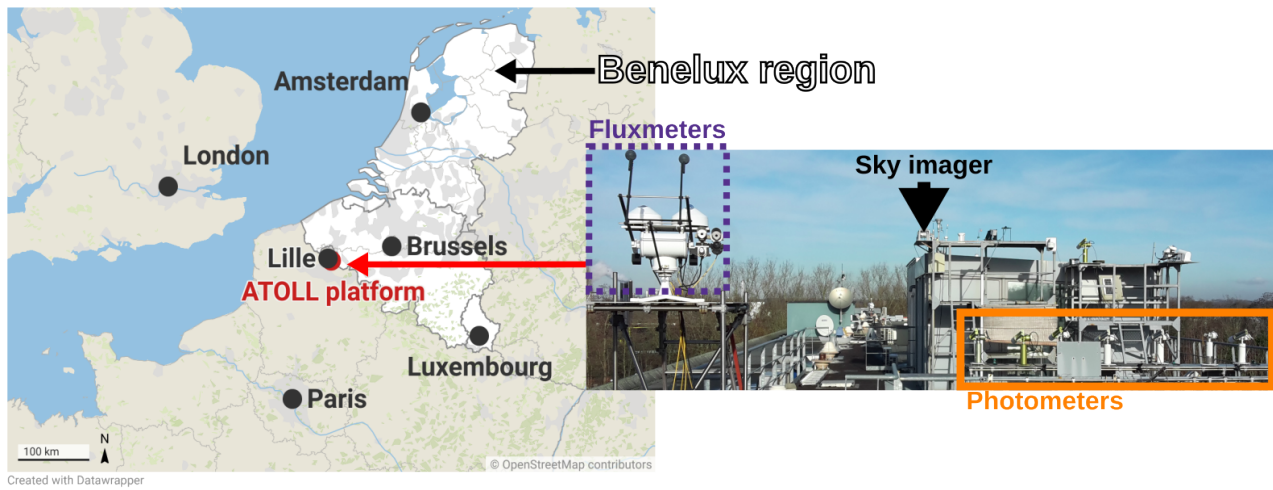 Benelux region
Amsterdam
Fluxmeters
London
Sky imager
Brussels
Lille
ATOLL platform
Luxembourg
Paris
Photometers
100 km
N
© OpenStreetMap contributors
Created with Datawrapper